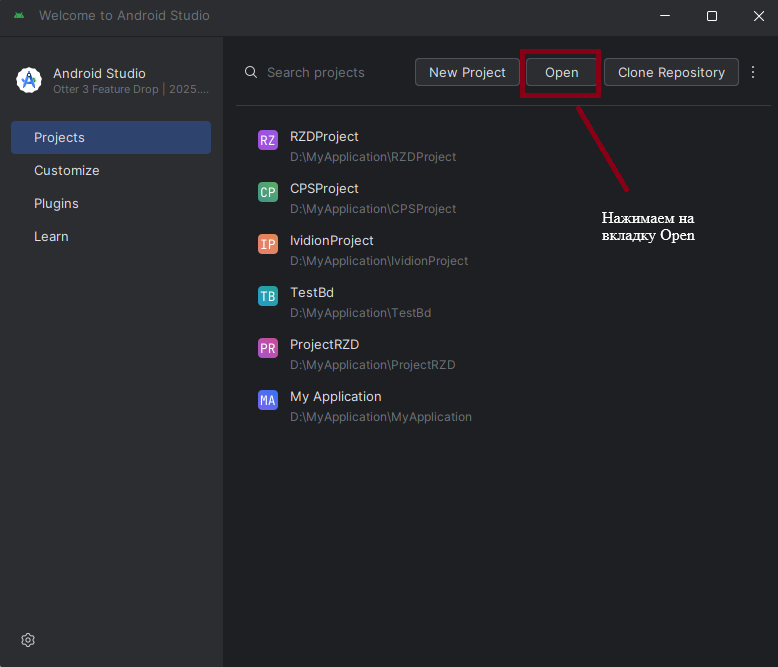 Welcome to Android Studio
Android Studio
Otter 3 Feature Drop | 2025....
Projects
Customize
Plugins
Learn
Search projects
New Project
Open
Clone Repository
RZ
RZDProject
D:\MyApplication\RZDProject
CP
CPSProject
D:\MyApplication\CPSProject
IP
IvidionProject
D:\MyApplication\IvidionProject
TB
TestBd
D:\MyApplication\TestBd
PR
ProjectRZD
D:\MyApplication\ProjectRZD
MA
My Application
D:\MyApplication\MyApplication
Нажимаем на
вкладку Open